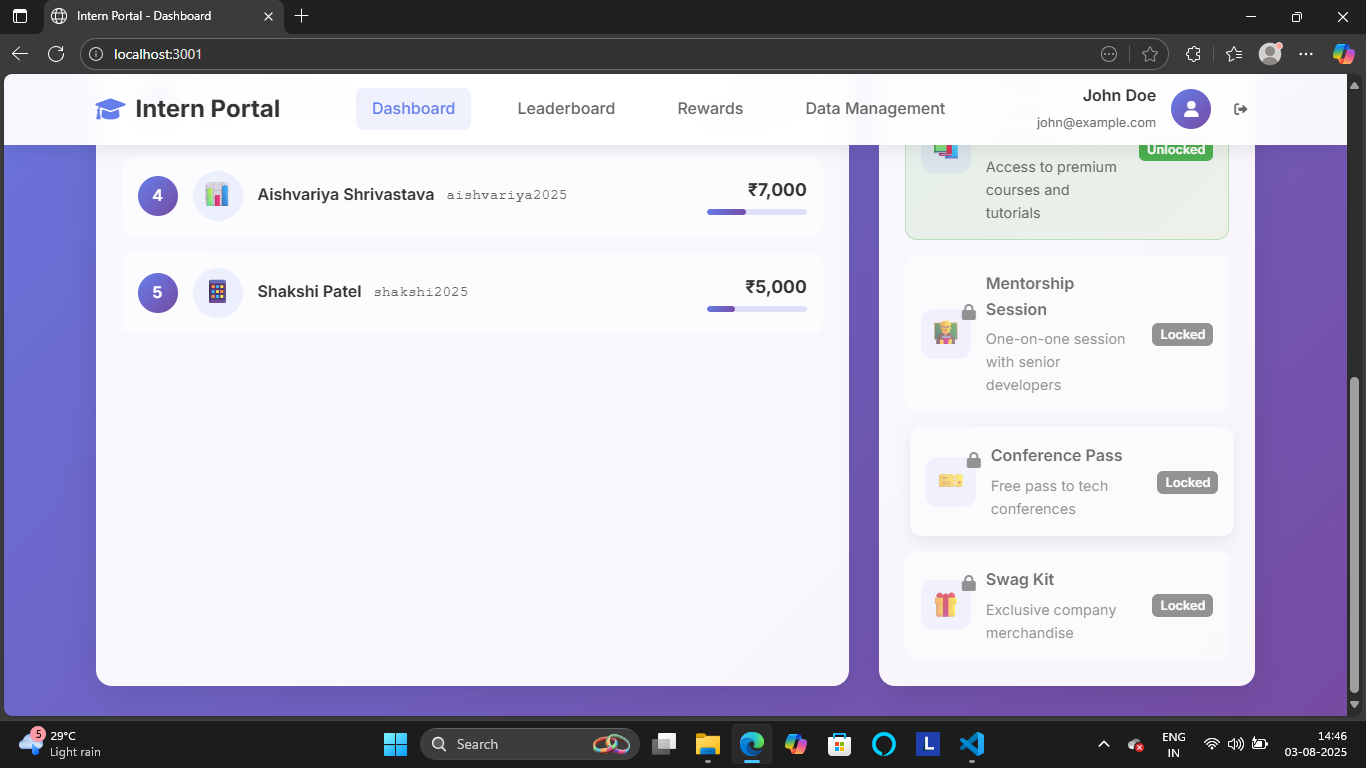 Intern Portal - Dashboard
localhost:3001
Intern Portal
Dashboard
Leaderboard
Rewards
Data Management
John Doe
john@example.com
4
Aishvariya Shrivastava
aishvariya2025
₹7,000
5
Shakshi Patel
shakshi2025
₹5,000
Unlocked
Access to premium
courses and
tutorials
Mentorship
Session
One-on-one session
with senior
developers
Locked
Conference Pass
Free pass to tech
conferences
Locked
Swag Kit
Exclusive company
merchandise
Locked
5
29°C
Light rain
Search
L
ENG
IN
14:46
03-08-2025